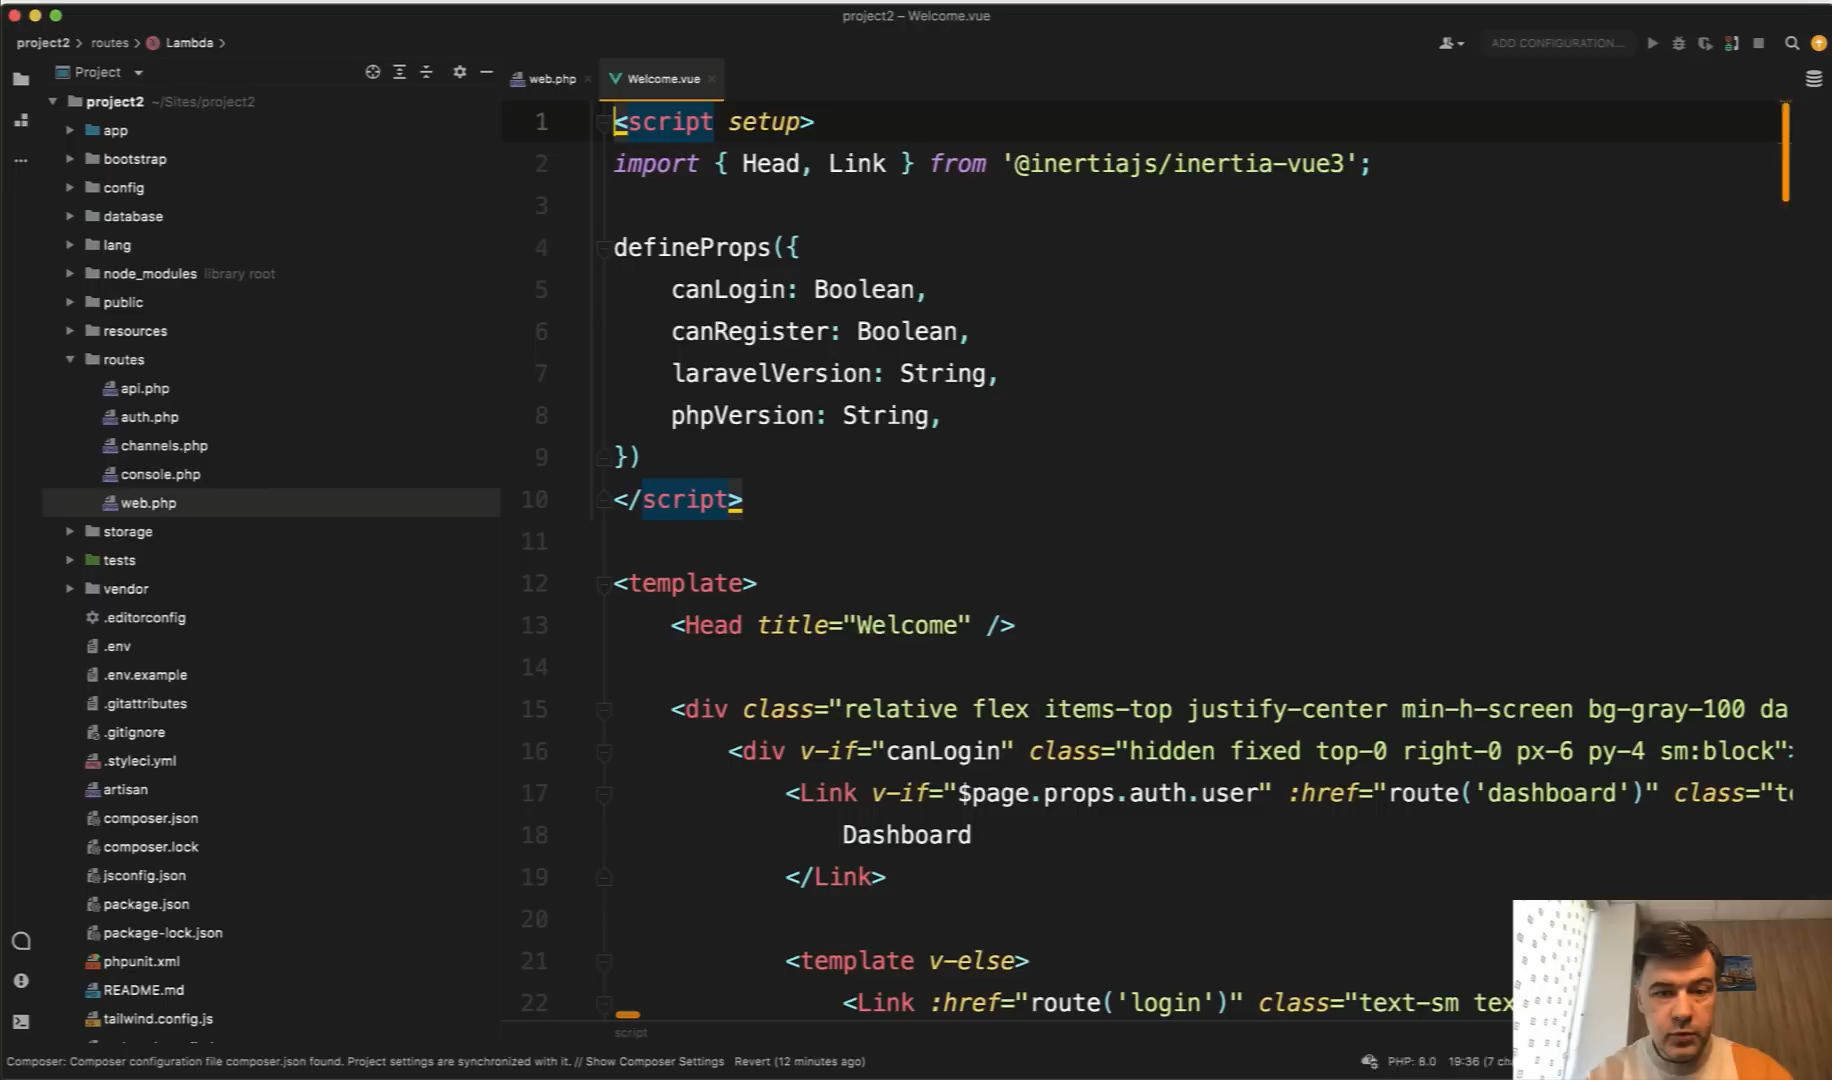 project2 – Welcome.vue
project2 > routes > Lambda >
ADD CONFIGURATION...
Project
web.php
Welcome.vue
project2 ~/Sites/project2
app
bootstrap
config
database
lang
node_modules library root
public
resources
routes
api.php
auth.php
channels.php
console.php
web.php
storage
tests
vendor
.editorconfig
.env
.env.example
.gitattributes
.gitignore
.styleci.yml
artisan
composer.json
composer.lock
jsconfig.json
package.json
package-lock.json
phpunit.xml
README.md
tailwind.config.js
1 <script setup>
2 import { Head, Link } from '@inertiajs/inertia-vue3';
3
4 defineProps({
5 canLogin: Boolean,
6 canRegister: Boolean,
7 laravelVersion: String,
8 phpVersion: String,
9 })
10 </script>
11
12 <template>
13 <Head title="Welcome" />
14
15 <div class="relative flex items-top justify-center min-h-screen bg-gray-100 da
16 <div v-if="canLogin" class="hidden fixed top-0 right-0 px-6 py-4 sm:block">
17 <Link v-if="$page.props.auth.user" :href="route('dashboard')" class="te
18 Dashboard
19 </Link>
20
21 <template v-else>
22 <Link :href="route('login')" class="text-sm tex
script
Composer: Composer configuration file composer.json found. Project settings are synchronized with it. // Show Composer Settings Revert (12 minutes ago)
PHP: 8.0 19:36 (7 ch